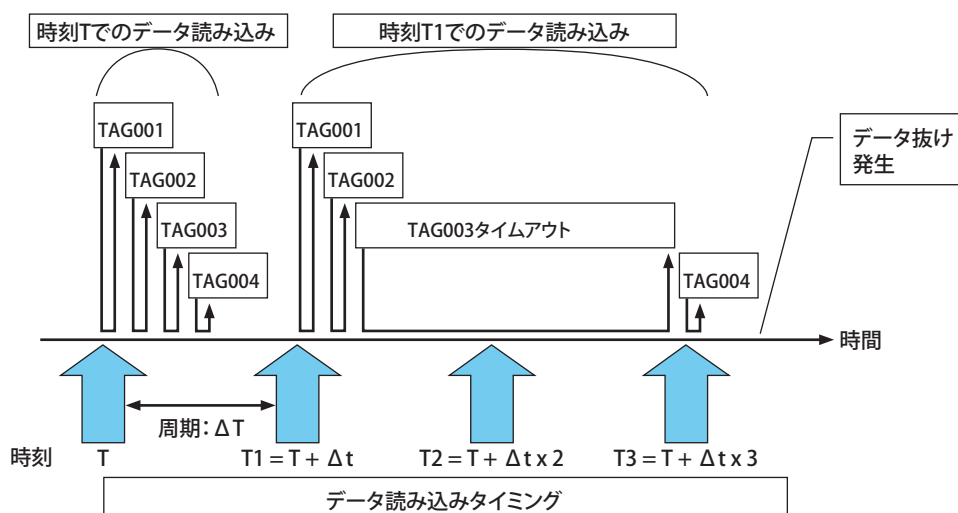 時刻Tでのデータ読み込み
時刻T1でのデータ読み込み
TAG001
TAG002
TAG003
TAG004
TAG001
TAG002
TAG003タイムアウト
TAG004
データ抜け
発生
時間
周期：ΔT
時刻
T
T1 = T + Δt
T2 = T + Δt x 2
T3 = T + Δt x 3
データ読み込みタイミング